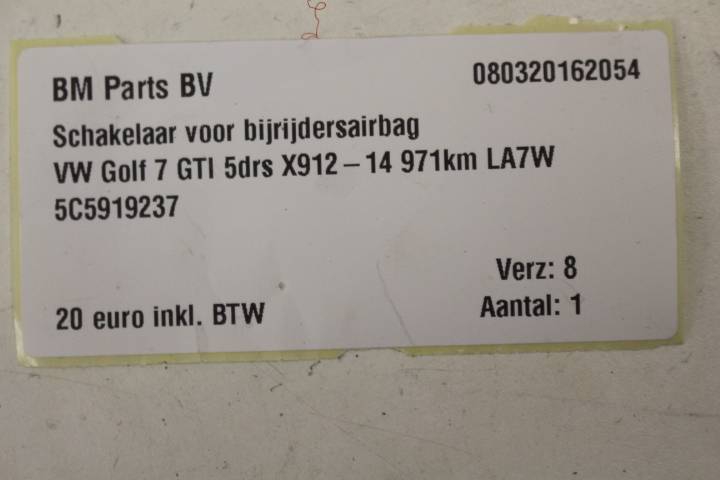 BM Parts BV 080320162054
Schakelaar voor bijrijdersairbag
VW Golf 7 GTI 5drs X912 – 14 971km LA7W
5C5919237
Verz: 8
20 euro inkl. BTW Aantal: 1